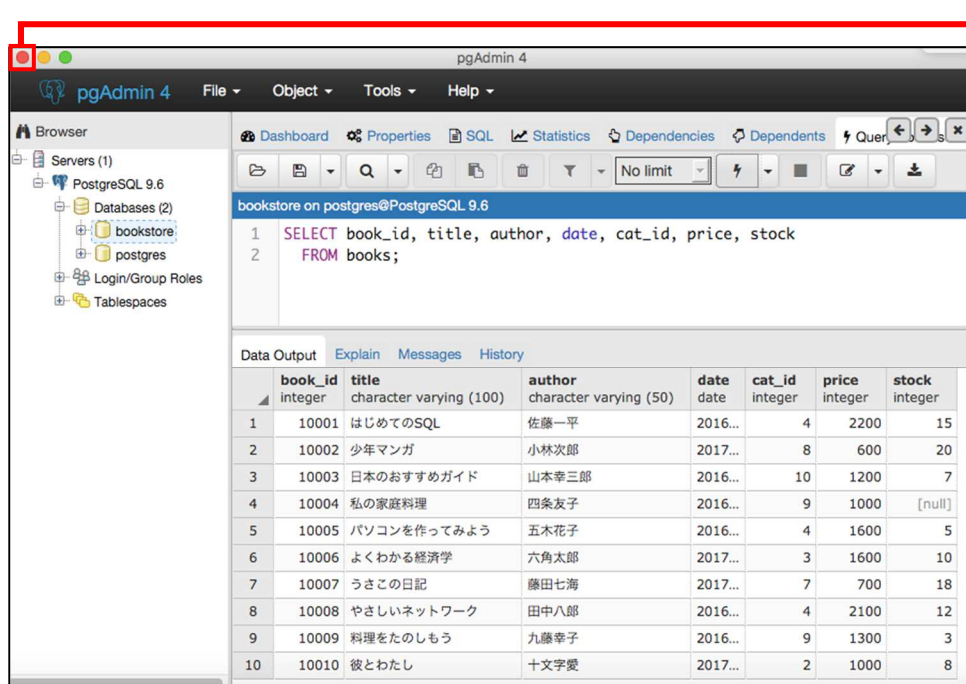 pgAdmin 4
pgAdmin 4 File Object Tools Help
Browser
Dashboard Properties SQL Statistics Dependencies Dependents
Servers (1)
PostgreSQL 9.6
Databases (2)
bookstore
postgres
Login/Group Roles
Tablespaces
No limit
bookstore on postgres@PostgreSQL 9.6
1 SELECT book_id, title, author, date, cat_id, price, stock
2 FROM books;
Data Output Explain Messages History
book_id title author date cat_id price stock
integer character varying (100) character varying (50) date integer integer integer
1 10001 はじめてのSQL 佐藤一平 2016... 4 2200 15
2 10002 少年マンガ 小林次郎 2017... 8 600 20
3 10003 日本のおすすめガイド 山本幸三郎 2016... 10 1200 7
4 10004 私の家庭料理 四条友子 2016... 9 1000 [null]
5 10005 パソコンを作ってみよう 五木花子 2016... 4 1600 5
6 10006 よくわかる経済学 六角太郎 2017... 3 1600 10
7 10007 うさこの日記 藤田七海 2017... 7 700 18
8 10008 やさしいネットワーク 田中八郎 2016... 4 2100 12
9 10009 料理をたのしもう 九藤幸子 2016... 9 1300 3
10 10010 彼とわたし 十文字愛 2017... 2 1000 8